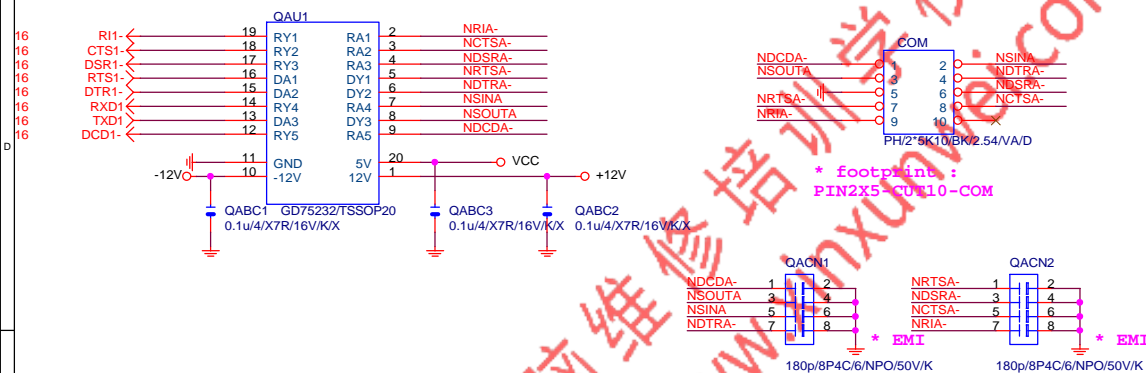 QAU1
16 RI1- 19 RY1 RA1 2 NRIA-
16 CTS1- 18 RY2 RA2 3 NCTSA-
16 DSR1- 17 RY3 RA3 4 NDSRA-
16 RTS1- 16 DA1 DY1 5 NRTSA-
16 DTR1- 15 DA2 DY2 6 NDTRA-
16 RXD1 14 RY4 RA4 7 NSINA
16 TXD1 13 DA3 DY3 8 NSOUTA
16 DCD1- 12 RY5 RA5 9 NDCDA-
11 GND 5V 20 VCC
-12V 10 -12V 12V 1 +12V
GD75232/TSSOP20
QABC1
0.1u/4/X7R/16V/K/X
QABC3
0.1u/4/X7R/16V/K/X
QABC2
0.1u/4/X7R/16V/K/X
D
COM
NDCDA- 1 2 NSINA
NSOUTA 3 4 NDTRA-
5 6 NDSRA-
NRTSA- 7 8 NCTSA-
NRIA- 9 10
PH/2*5K10/BK/2.54/VA/D
* footprint :
PIN2X5-CUT10-COM
QACN1
NDCDA- 1 2
NSOUTA 3 4
NSINA 5 6
NDTRA- 7 8
* EMI
180p/8P4C/6/NPO/50V/K
QACN2
NRTSA- 1 2
NDSRA- 3 4
NCTSA- 5 6
NRIA- 7 8
* EMI
180p/8P4C/6/NPO/50V/K
维修培训学
www.xinxunwei.co